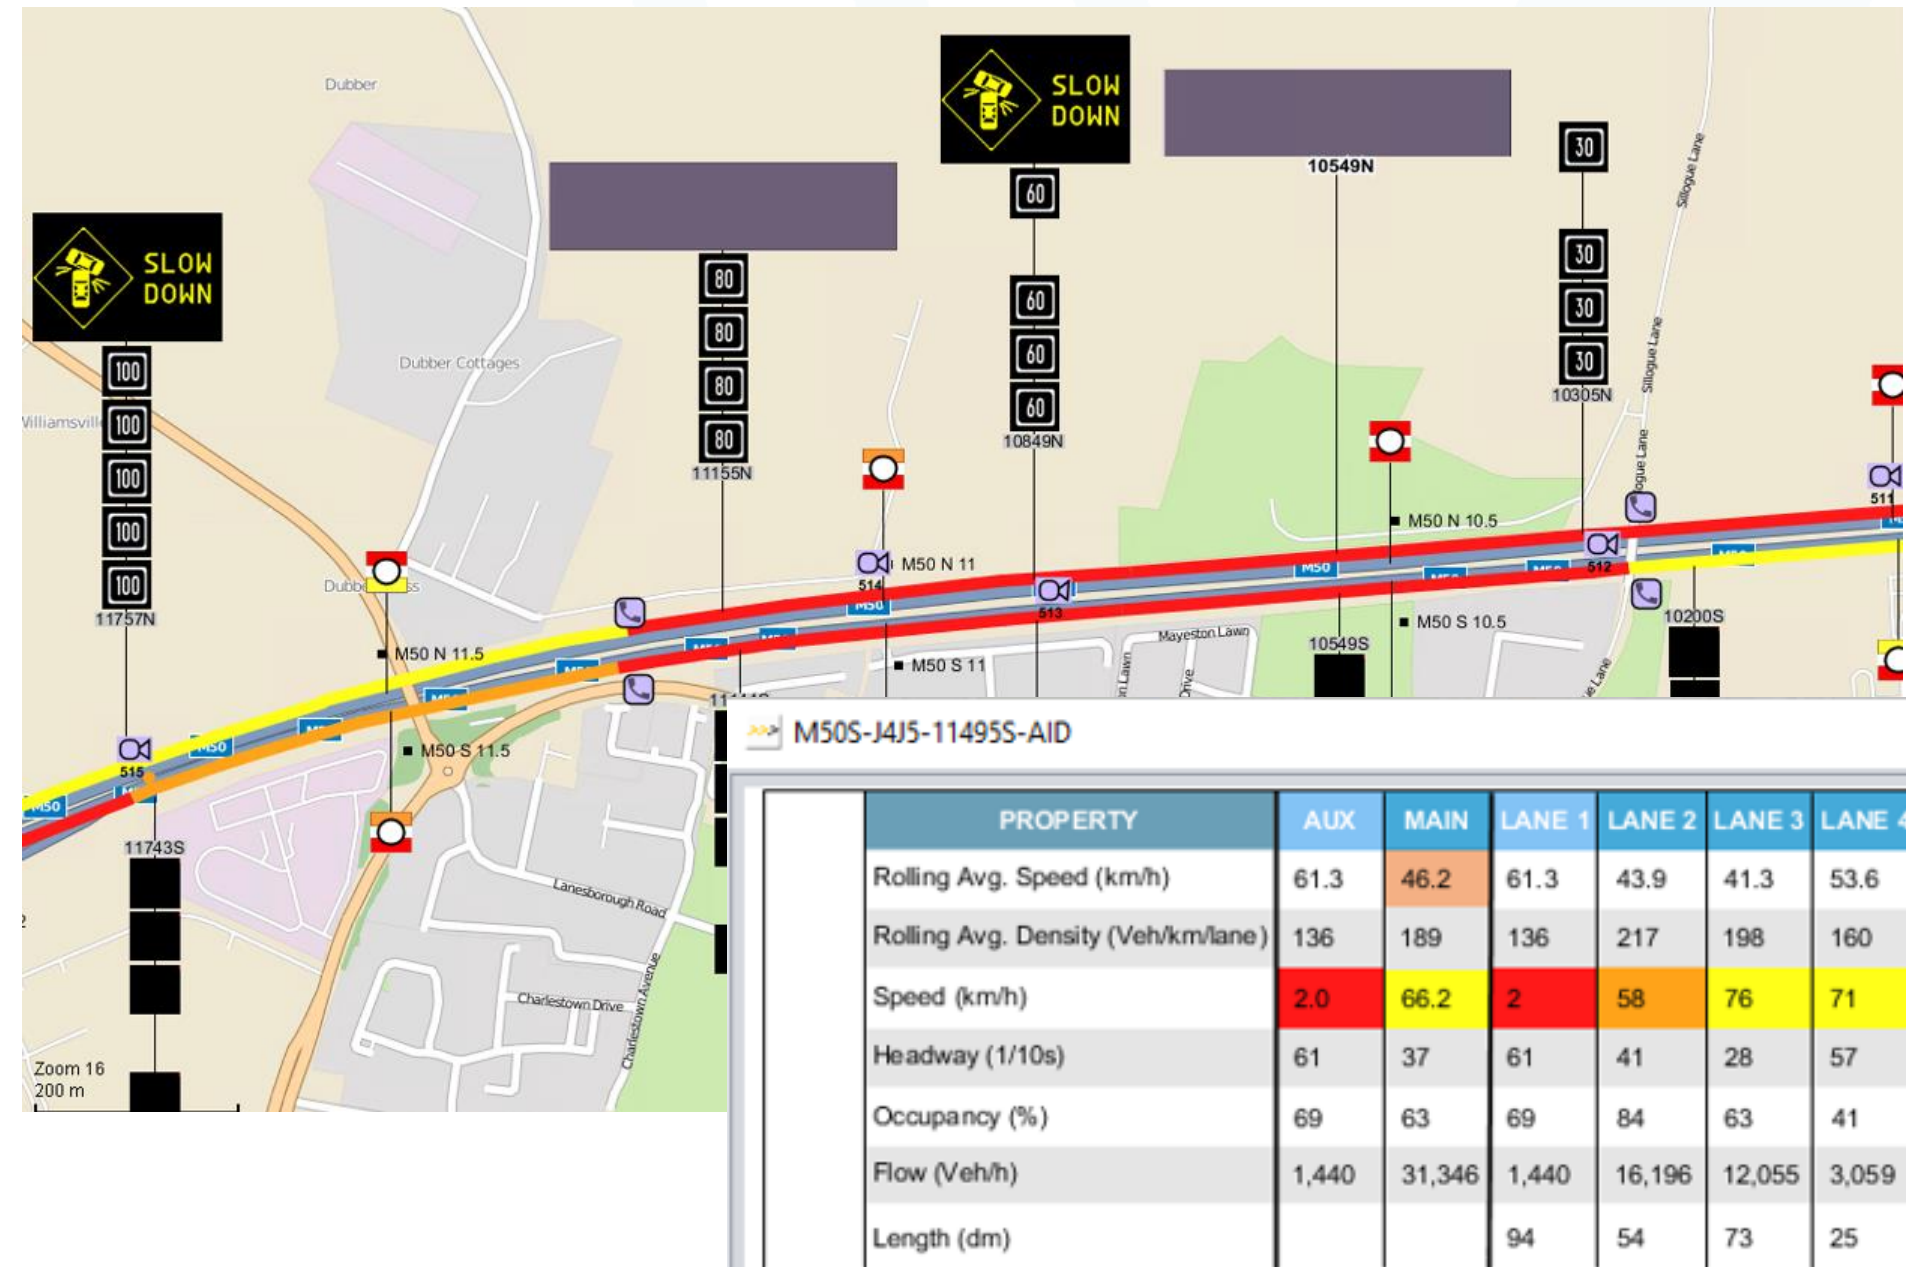 Dubber
SLOW
DOWN
10549N
30
Sillogue Lane
60
SLOW
DOWN
80
30
60
30
80
Dubber Cottages
60
30
100
80
10305N
Sillogue Lane
60
100
80
10849N
11155N
100
511
M50 N 10.5
100
M50 N 11
512
M50
514
M50
100
513
11757N
M50 S 10.5
10200S
Mayeston Lawn
10549S
M50 N 11.5
M50 S 11
M50 S 11.5
M50
515
M50
11743S
Lanesborough Road
Charlestown Drive
Charlestown Avenue
Zoom 16
200 m
M50S-J4J5-11495S-AID
PROPERTY AUX MAIN LANE 1 LANE 2 LANE 3 LANE 4
Rolling Avg. Speed (km/h) 61.3 46.2 61.3 43.9 41.3 53.6
Rolling Avg. Density (Veh/km/lane) 136 189 136 217 198 160
Speed (km/h) 2.0 66.2 2 58 76 71
Headway (1/10s) 61 37 61 41 28 57
Occupancy (%) 69 63 69 84 63 41
Flow (Veh/h) 1,440 31,346 1,440 16,196 12,055 3,059
Length (dm) 94 54 73 25